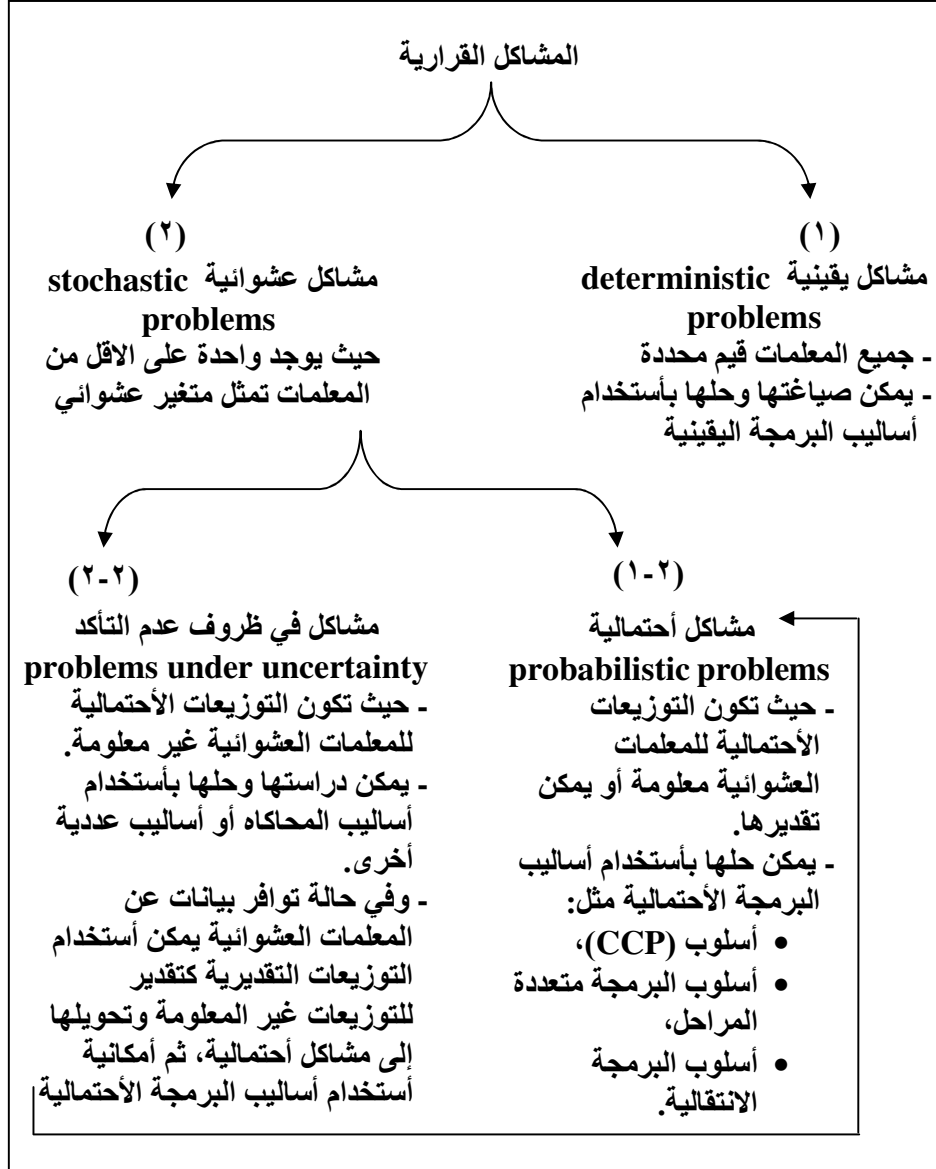 المشاكل القرارية
(١)
مشاكل يقينية deterministic
problems
- جميع المعلمات قيم محددة
- يمكن صياغتها وحلها بأستخدام
أساليب البرمجة اليقينية
(٢)
مشاكل عشوائية stochastic
problems
حيث يوجد واحدة على الاقل من
المعلمات تمثل متغير عشوائي
(٢-١)
مشاكل أحتمالية
probabilistic problems
- حيث تكون التوزيعات
الأحتمالية للمعلمات
العشوائية معلومة أو يمكن
تقديرها.
- يمكن حلها بأستخدام أساليب
البرمجة الأحتمالية مثل:
• أسلوب (CCP)،
• أسلوب البرمجة متعددة
المراحل،
• أسلوب البرمجة
الانتقالية.
(٢-٢)
مشاكل في ظروف عدم التأكد
problems under uncertainty
- حيث تكون التوزيعات الأحتمالية
للمعلمات العشوائية غير معلومة.
- يمكن دراستها وحلها بأستخدام
أساليب المحاكاه أو أساليب عددية
أخرى.
- وفي حالة توافر بيانات عن
المعلمات العشوائية يمكن أستخدام
التوزيعات التقديرية كتقدير
للتوزيعات غير المعلومة وتحويلها
إلى مشاكل أحتمالية، ثم أمكانية
أستخدام أساليب البرمجة الأحتمالية